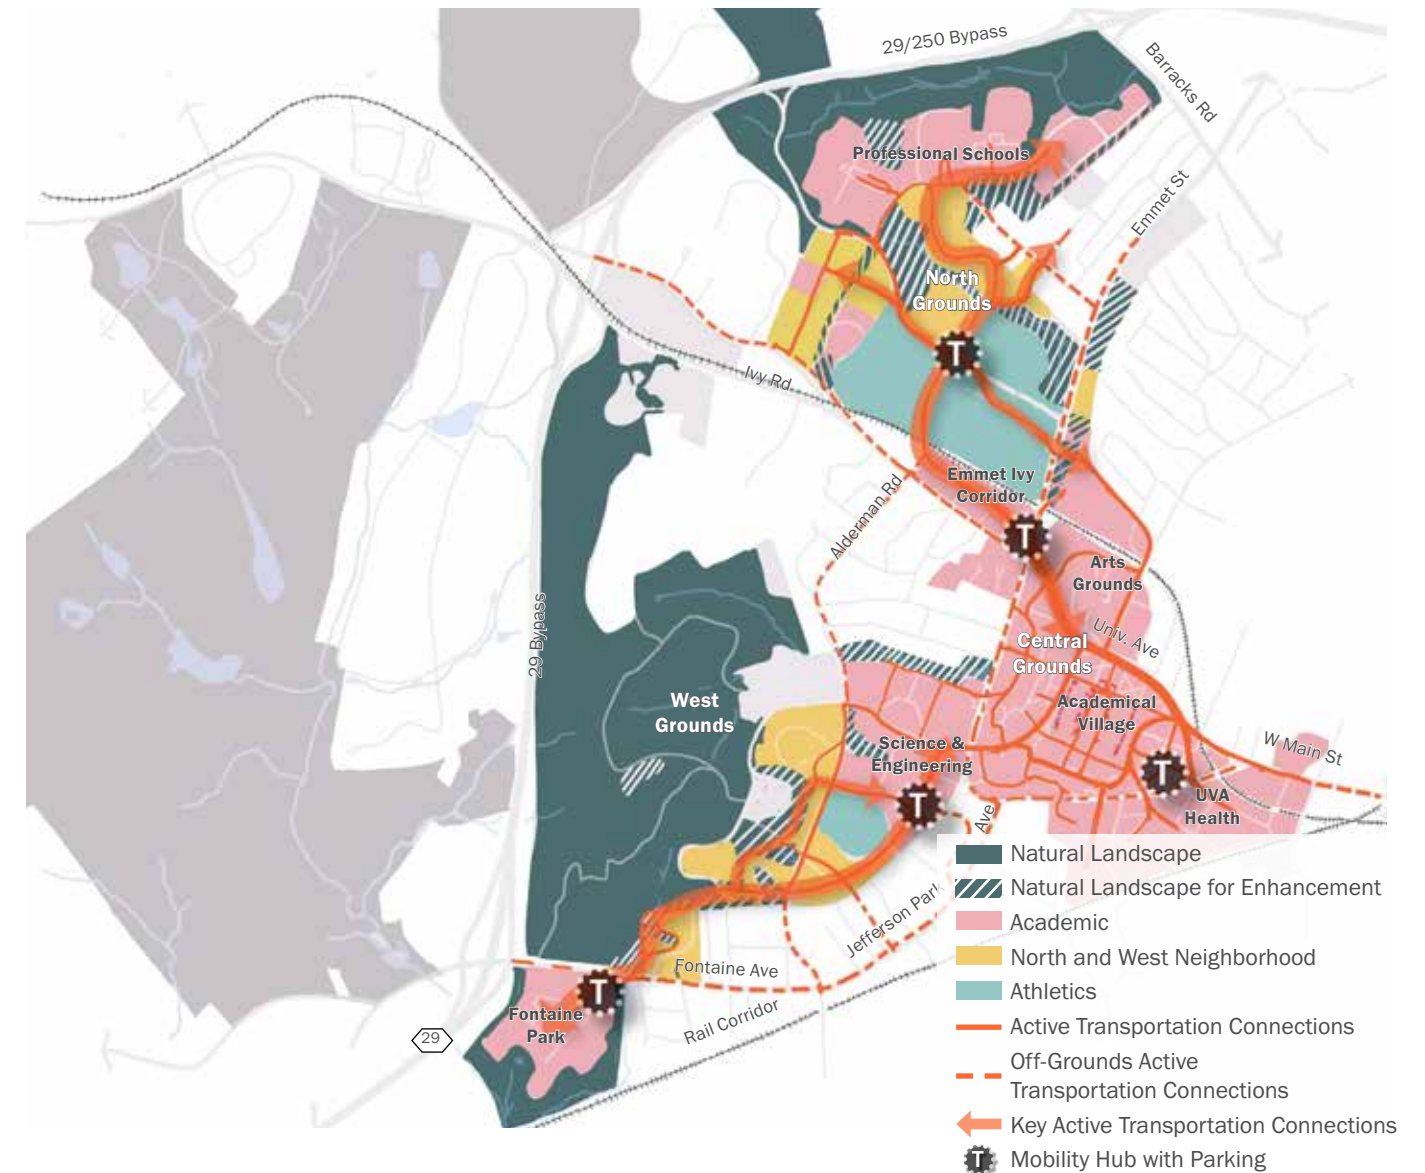 29/250 Bypass
Barracks Rd
Professional Schools
Emmet St
North
Grounds
T
Ivy Rd
Emmet Ivy
Corridor
Alderman Rd
T
Arts
Grounds
29 Bypass
Central
Grounds
Univ. Ave
West
Grounds
Academical
Village
Science &
Engineering
W Main St
T
T
UVA
Health
Ave
Jefferson Park
Fontaine Ave
T
Fontaine
Park
Rail Corridor
29
Natural Landscape
Natural Landscape for Enhancement
Academic
North and West Neighborhood
Athletics
Active Transportation Connections
Off-Grounds Active
Transportation Connections
Key Active Transportation Connections
T
Mobility Hub with Parking